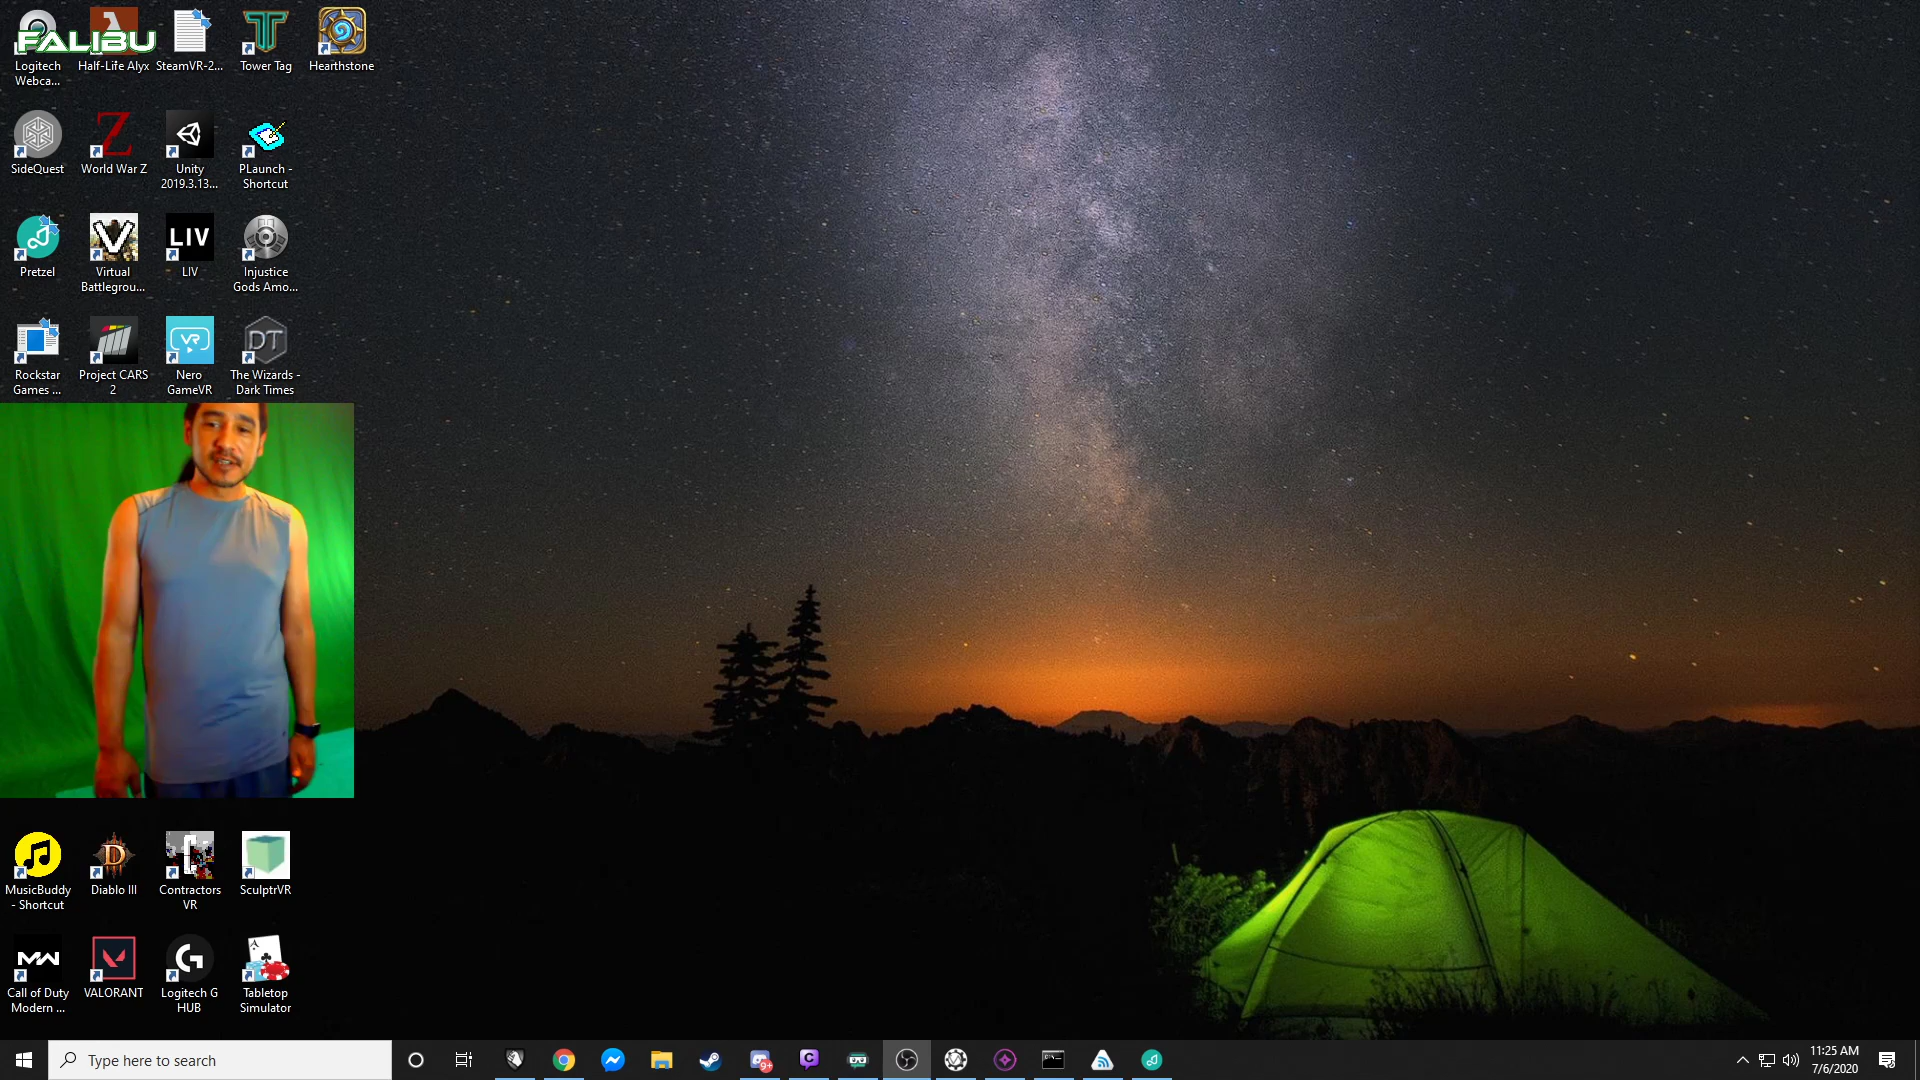 FALIBU
Logitech
Webca...
Half-Life Alyx
SteamVR-2...
Tower Tag
Hearthstone
SideQuest
World War Z
Unity
2019.3.13...
PLaunch -
Shortcut
Pretzel
Virtual
Battlegrou...
LIV
LIV
Injustice
Gods Amo...
Rockstar
Games ...
Project CARS
2
VR
Nero
GameVR
DT
The Wizards -
Dark Times
MusicBuddy
- Shortcut
Diablo III
Contractors
VR
SculptrVR
MW
Call of Duty
Modern ...
VALORANT
Logitech G
HUB
Tabletop
Simulator
Type here to search
9+
11:25 AM
7/6/2020